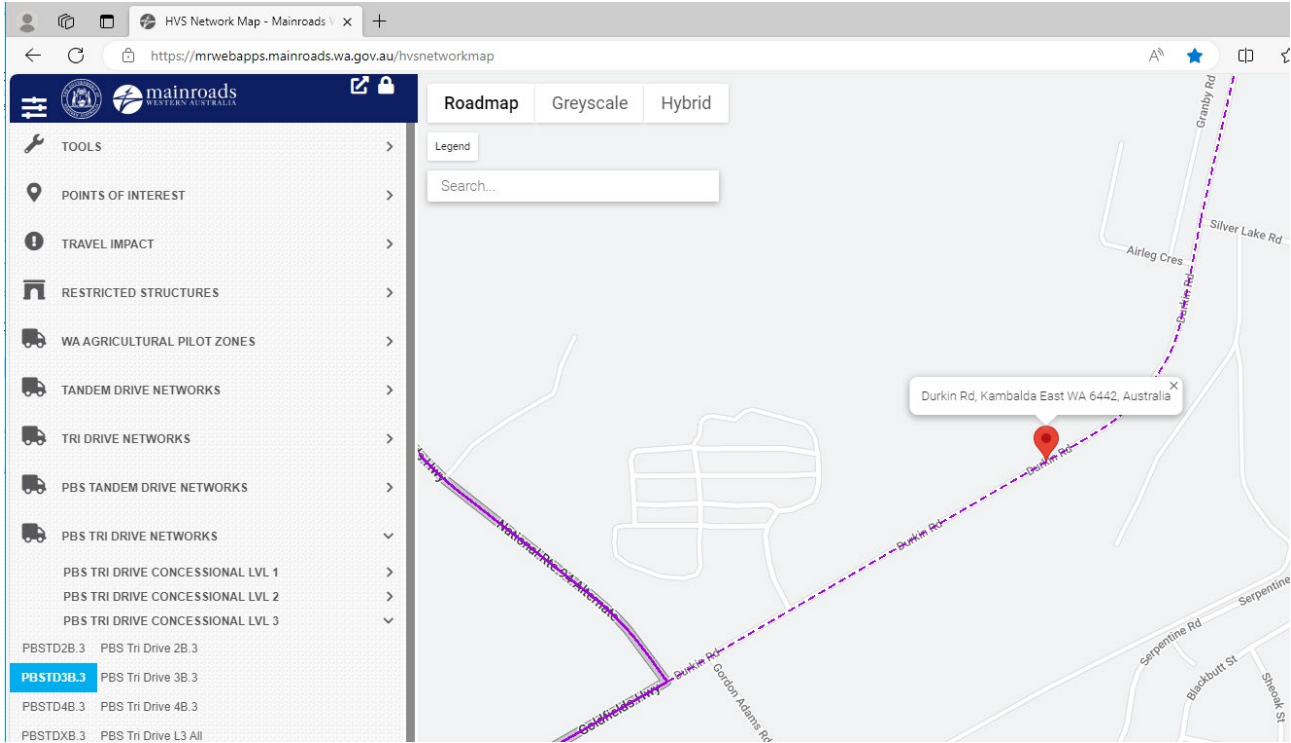 HVS Network Map - Mainroads
https://mrwebapps.mainroads.wa.gov.au/hvsnetworkmap
mainroads
WESTERN AUSTRALIA
TOOLS
POINTS OF INTEREST
TRAVEL IMPACT
RESTRICTED STRUCTURES
WA AGRICULTURAL PILOT ZONES
TANDEM DRIVE NETWORKS
TRI DRIVE NETWORKS
PBS TANDEM DRIVE NETWORKS
PBS TRI DRIVE NETWORKS
PBS TRI DRIVE CONCESSIONAL LVL 1
PBS TRI DRIVE CONCESSIONAL LVL 2
PBS TRI DRIVE CONCESSIONAL LVL 3
PBSTD2B.3 PBS Tri Drive 2B.3
PBSTD3B.3 PBS Tri Drive 3B.3
PBSTD4B.3 PBS Tri Drive 4B.3
PBSTDXB.3 PBS Tri Drive L3 All
Roadmap Greyscale Hybrid
Legend
Search...
Granby Rd
Silver Lake Rd
Airleg Cres
Durkin Rd
Durkin Rd, Kambalda East WA 6442, Australia
Durkin Rd
Durkin Rd
Hwy
National Rte 94 Alternate
Durkin Rd
Goldfields Hwy
Gordon Adams Rd
Serpentine Rd
Serpentine
Blackbutt St
Sheoak St